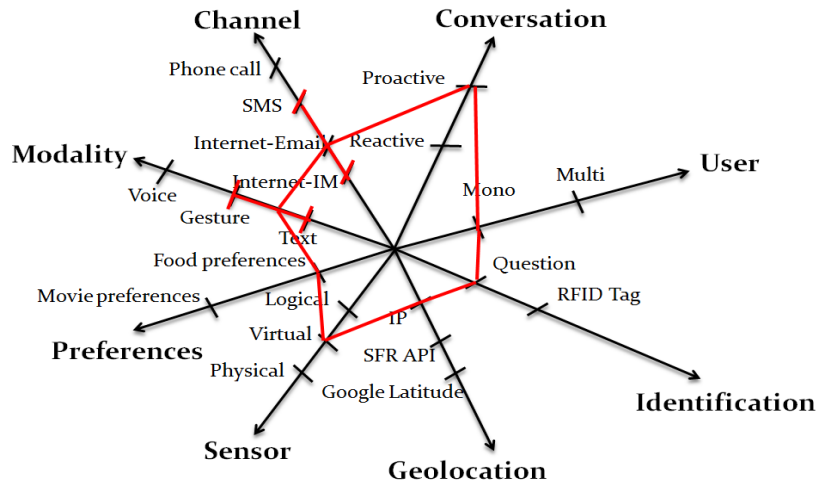 Channel
Conversation
Phone call
Proactive
SMS
Internet-Email
Reactive
Modality
User
Multi
Voice
Internet-IM
Mono
Gesture
Text
Food preferences
Question
Movie preferences
Logical
RFID Tag
IP
Virtual
Preferences
SFR API
Physical
Google Latitude
Identification
Sensor
Geolocation